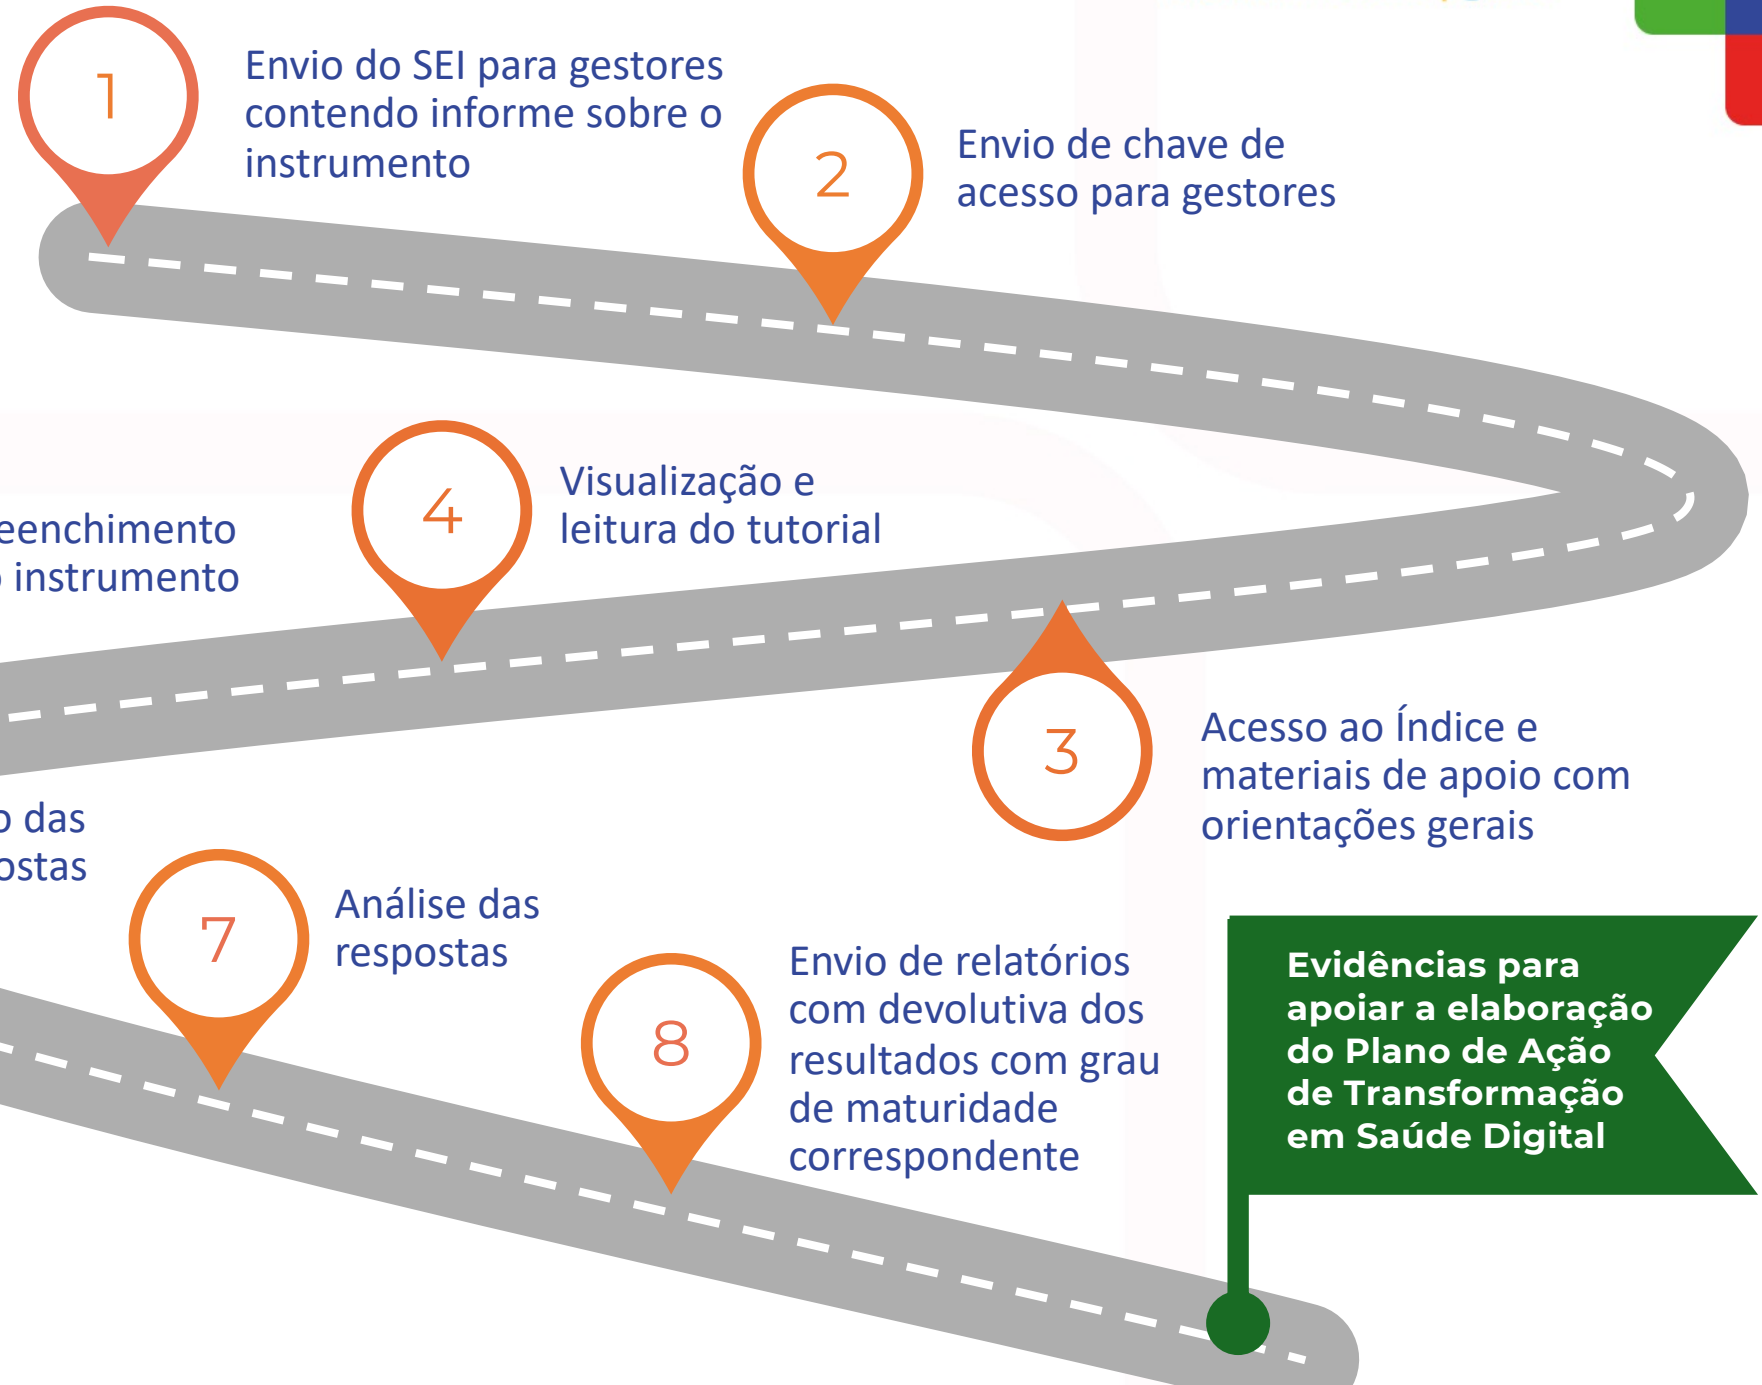 1
Envio do SEI para gestores
contendo informe sobre o
instrumento
2
Envio de chave de
acesso para gestores
3
Acesso ao Índice e
materiais de apoio com
orientações gerais
4
Visualização e
leitura do tutorial
instrumento
das
7
Análise das
respostas
8
Envio de relatórios
com devolutiva dos
resultados com grau
de maturidade
correspondente
Evidências para
apoiar a elaboração
do Plano de Ação
de Transformação
em Saúde Digital